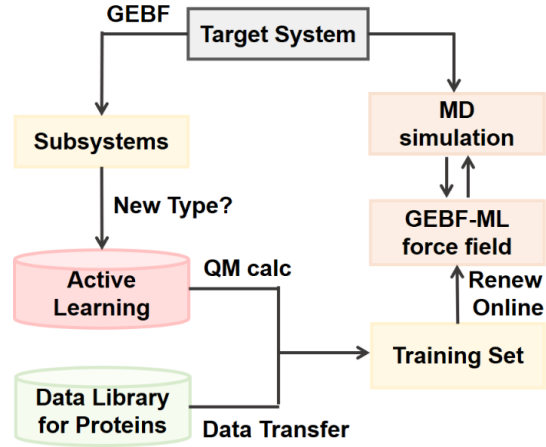 GEBF
Target System
Subsystems
MD
simulation
New Type?
GEBF-ML
force field
Active
Learning
QM calc
Renew
Online
Training Set
Data Library
for Proteins
Data Transfer